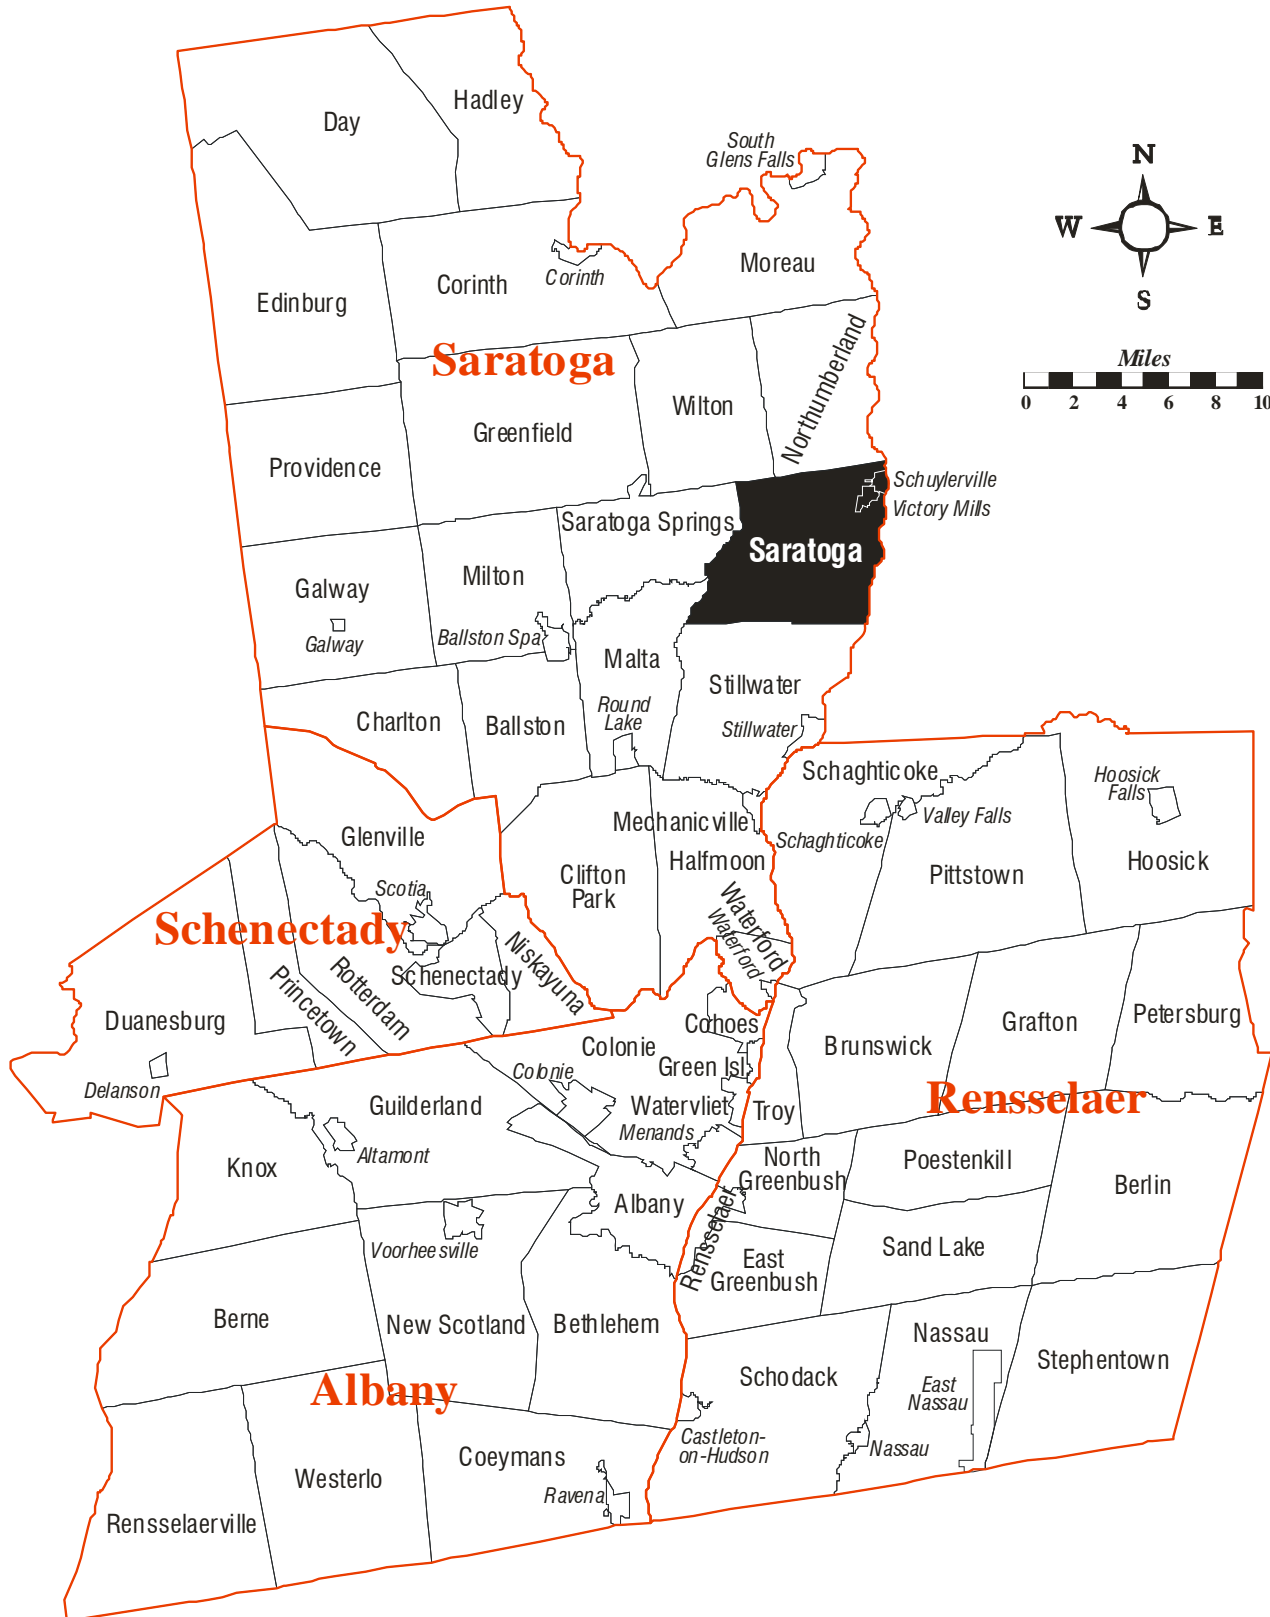 Hadley
Day
South
Glens Falls
N
W
E
S
Moreau
Corinth
Corinth
Edinburg
Miles
0 2 4 6 8 10
Saratoga
Northumberland
Wilton
Greenfield
Providence
Schuylerville
Victory Mills
Saratoga Springs
Saratoga
Milton
Galway
Galway
Ballston Spa
Malta
Stillwater
Round
Lake
Charlton
Ballston
Stillwater
Schaghticoke
Hoosick
Falls
Mechanicville
Valley Falls
Schaghticoke
Glenville
Halfmoon
Hoosick
Clifton
Park
Pittstown
Scotia
Waterford
Waterford
Schenectady
Niskayuna
Schenectady
Rotterdam
Princetown
Duanesburg
Cohoes
Grafton
Petersburg
Colonie
Brunswick
Green Isl
Colonie
Delanson
Rensselaer
Guilderland
Watervliet
Troy
Menands
Altamont
Knox
North
Greenbush
Poestenkill
Berlin
Albany
Rensselaer
Voorheesville
Sand Lake
East
Greenbush
Berne
New Scotland
Bethlehem
Nassau
Stephentown
Schodack
Albany
East
Nassau
Castleton-
on-Hudson
Nassau
Coeymans
Westerlo
Ravena
Rensselaerville